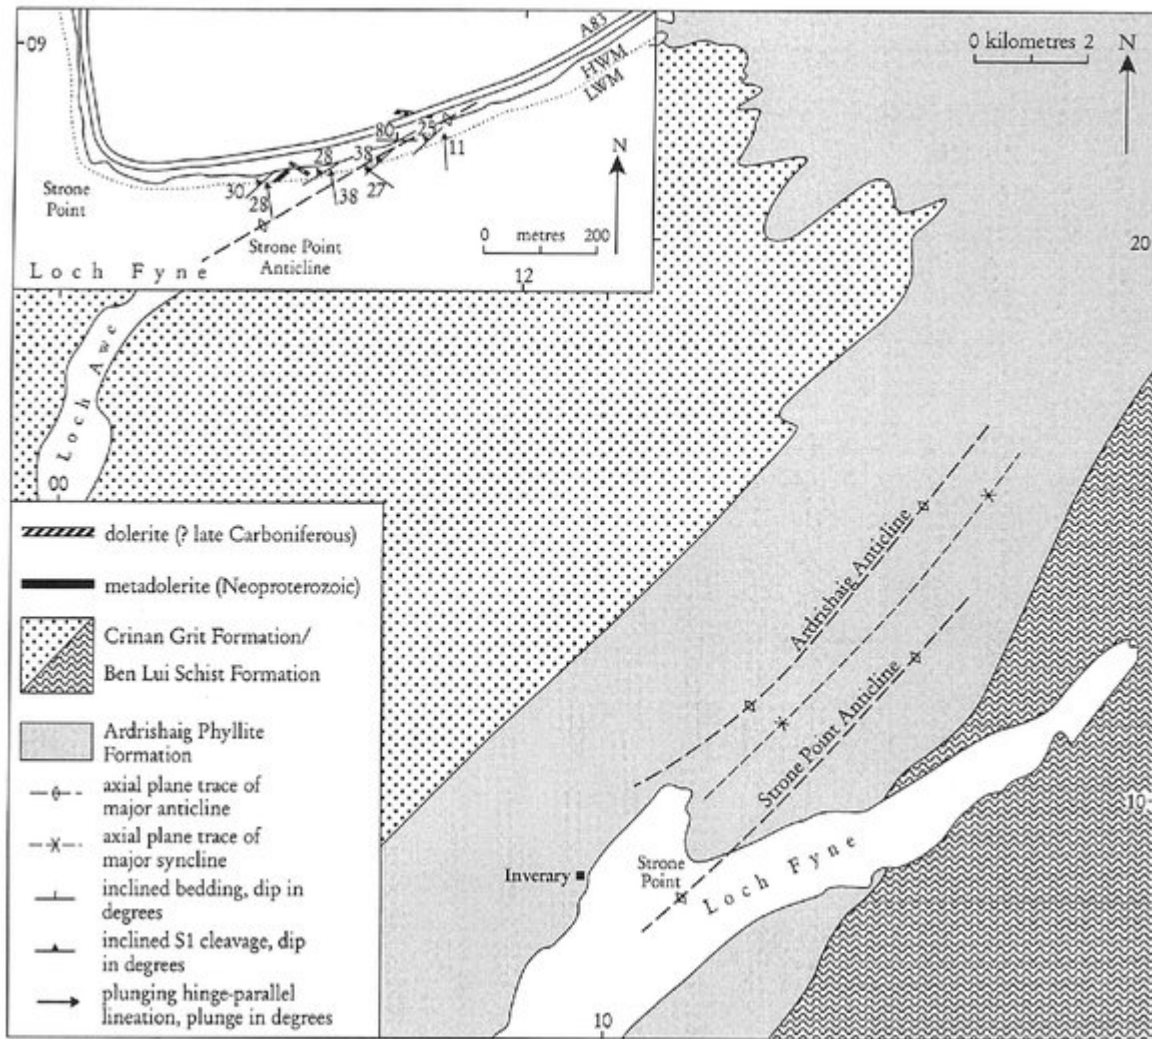 09
A83
HWM
LWM
80
25
28
38
11
30
28
38
27
N
Strone
Point
Strone Point
Anticline
0 metres 200
Loch Fyne
12
0 kilometres 2
N
20
Loch Awe
00
dolerite (? late Carboniferous)
metadolerite (Neoproterozoic)
Crinan Grit Formation/
Ben Lui Schist Formation
Ardrishaig Phyllite
Formation
axial plane trace of
major anticline
axial plane trace of
major syncline
inclined bedding, dip in
degrees
inclined S1 cleavage, dip
in degrees
plunging hinge-parallel
lineation, plunge in degrees
Ardrishaig Anticline
Strone Point Anticline
10
Inverary
Strone
Point
Loch Fyne
10